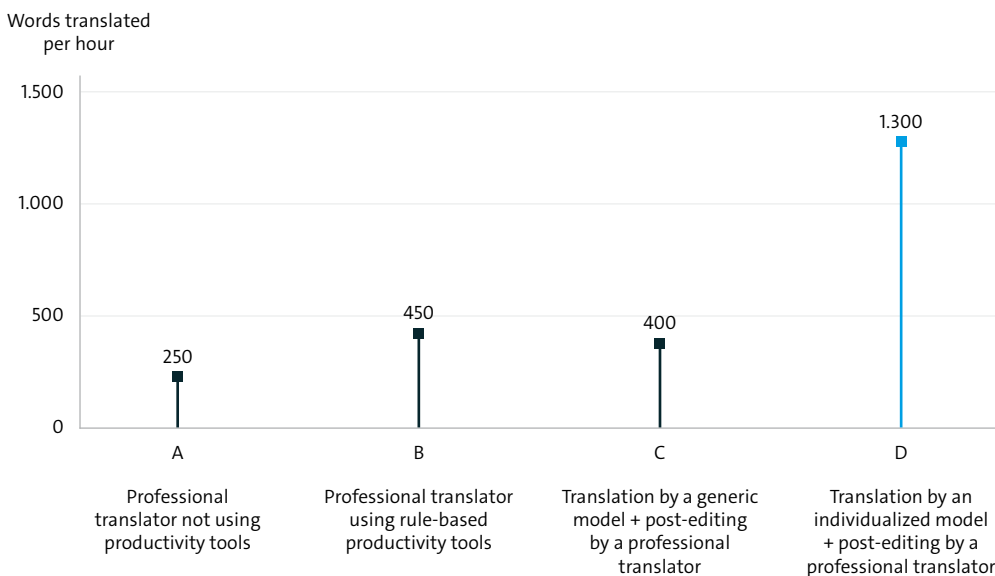 Words translated
per hour
1.500
1.300
1.000
500
450
400
250
0
A
B
C
D
Professional
translator not using
productivity tools
Professional translator
using rule-based
productivity tools
Translation by a generic
model + post-editing
by a professional
translator
Translation by an
individualized model
+ post-editing by a
professional translator